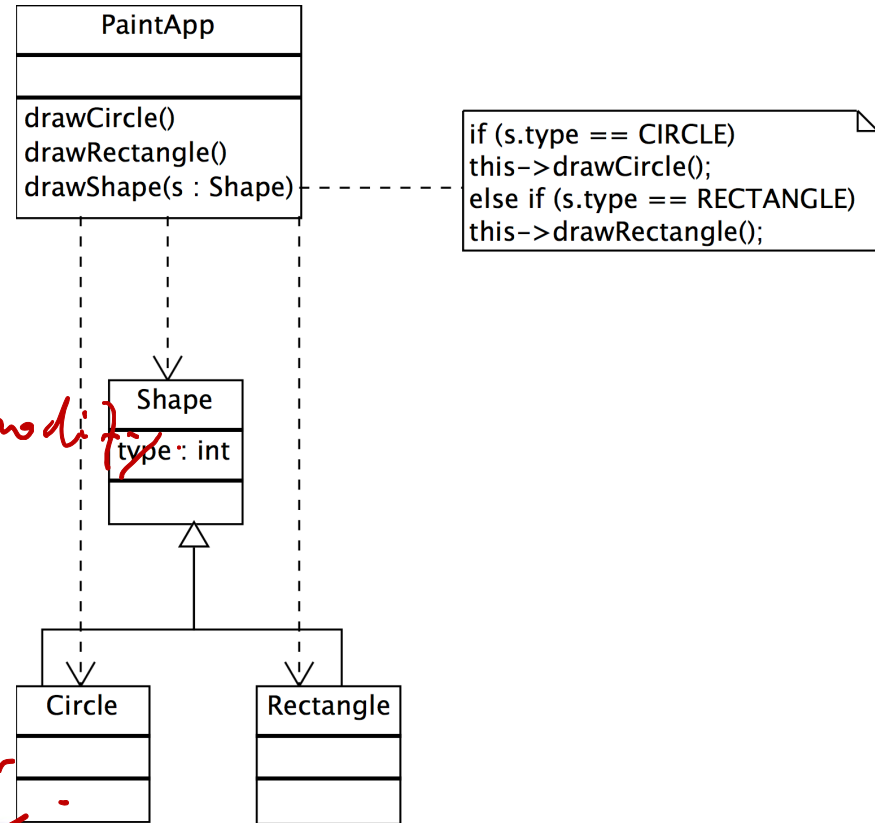 PaintApp
drawCircle()
drawRectangle()
drawShape(s : Shape)
if (s.type == CIRCLE)
this->drawCircle();
else if (s.type == RECTANGLE)
this->drawRectangle();
Shape
modify
type : int
Circle
Rectangle